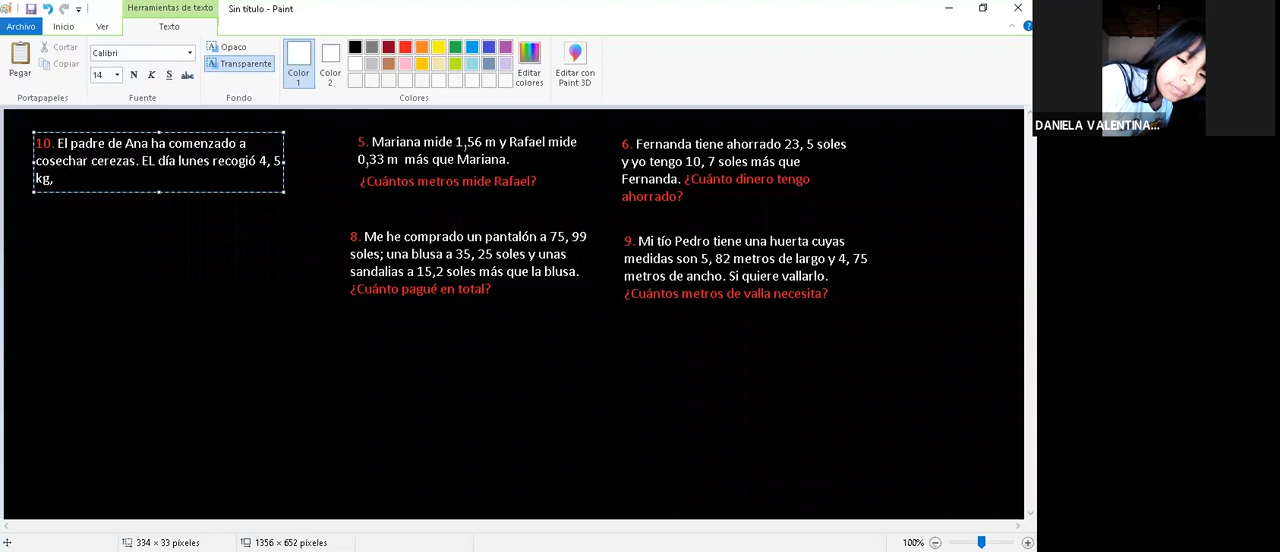 Herramientas de texto
Sin título - Paint
Archivo Inicio Ver Texto
Pegar
Cortar
Copiar
Portapapeles
Calibri
14 N K S abc
Fuente
Opaco
Transparente
Fondo
Color 1
Color 2
Colores
Editar colores
Editar con Paint 3D
10. El padre de Ana ha comenzado a
cosechar cerezas. EL día lunes recogió 4, 5
kg,
5. Mariana mide 1,56 m y Rafael mide
0,33 m más que Mariana.
¿Cuántos metros mide Rafael?
6. Fernanda tiene ahorrado 23, 5 soles
y yo tengo 10, 7 soles más que
Fernanda. ¿Cuánto dinero tengo
ahorrado?
8. Me he comprado un pantalón a 75, 99
soles; una blusa a 35, 25 soles y unas
sandalias a 15,2 soles más que la blusa.
¿Cuánto pagué en total?
9. Mi tío Pedro tiene una huerta cuyas
medidas son 5, 82 metros de largo y 4, 75
metros de ancho. Si quiere vallarlo.
¿Cuántos metros de valla necesita?
334 × 33 píxeles
1356 × 652 píxeles
100%
DANIELA VALENTINA...